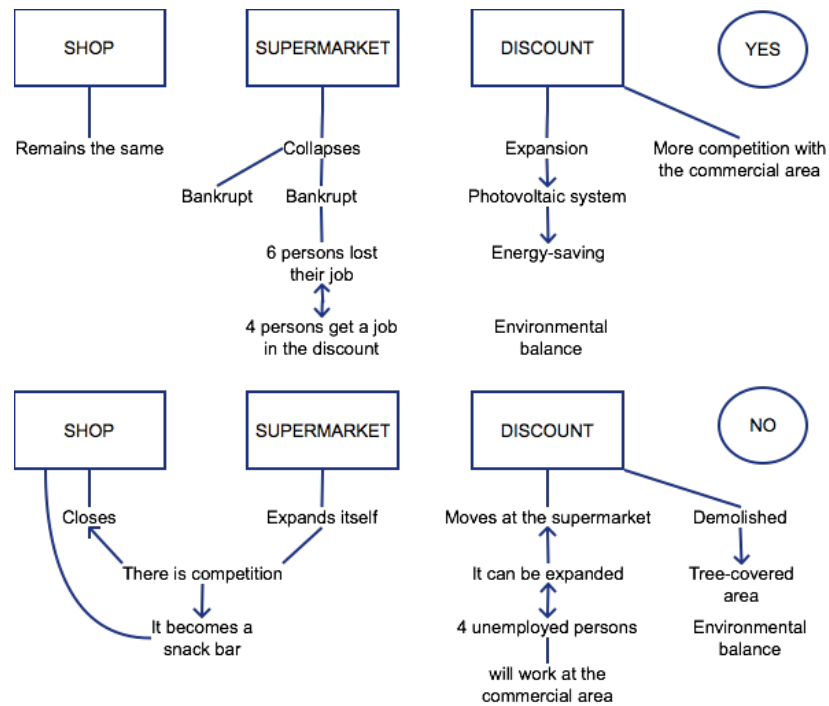 SHOP
SUPERMARKET
DISCOUNT
YES
Remains the same
Collapses
Expansion
More competition with
the commercial area
Bankrupt
Bankrupt
Photovoltaic system
6 persons lost
their job
Energy-saving
4 persons get a job
in the discount
Environmental
balance
SHOP
SUPERMARKET
DISCOUNT
NO
Closes
Expands itself
Moves at the supermarket
Demolished
There is competition
It can be expanded
Tree-covered
area
It becomes a
snack bar
4 unemployed persons
Environmental
balance
will work at the
commercial area